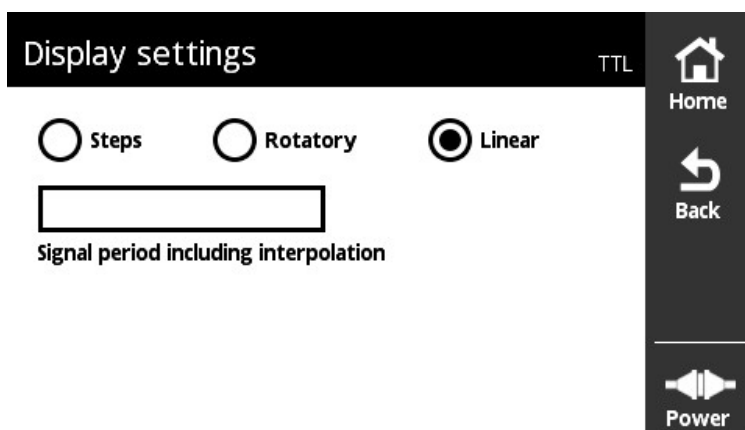 Display settings
TTL
Home
Steps
Rotatory
Linear
Back
Signal period including interpolation
Power